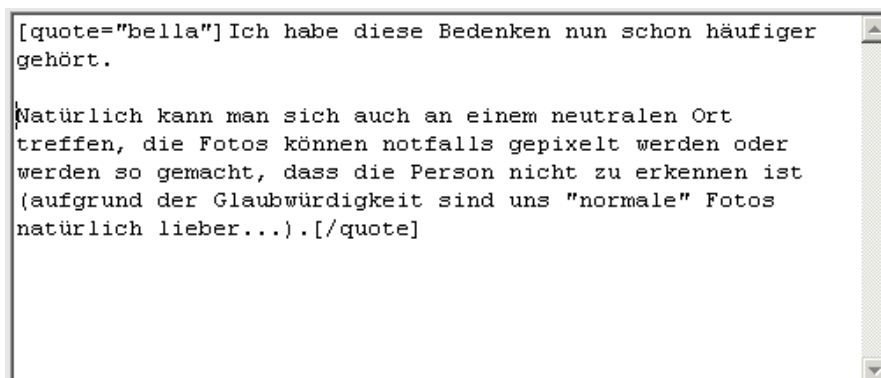 [quote="bella"]Ich habe diese Bedenken nun schon häufiger
gehört.

Natürlich kann man sich auch an einem neutralen Ort
treffen, die Fotos können notfalls gepixelt werden oder
werden so gemacht, dass die Person nicht zu erkennen ist
(aufgrund der Glaubwürdigkeit sind uns "normale" Fotos
natürlich lieber...).[/quote]